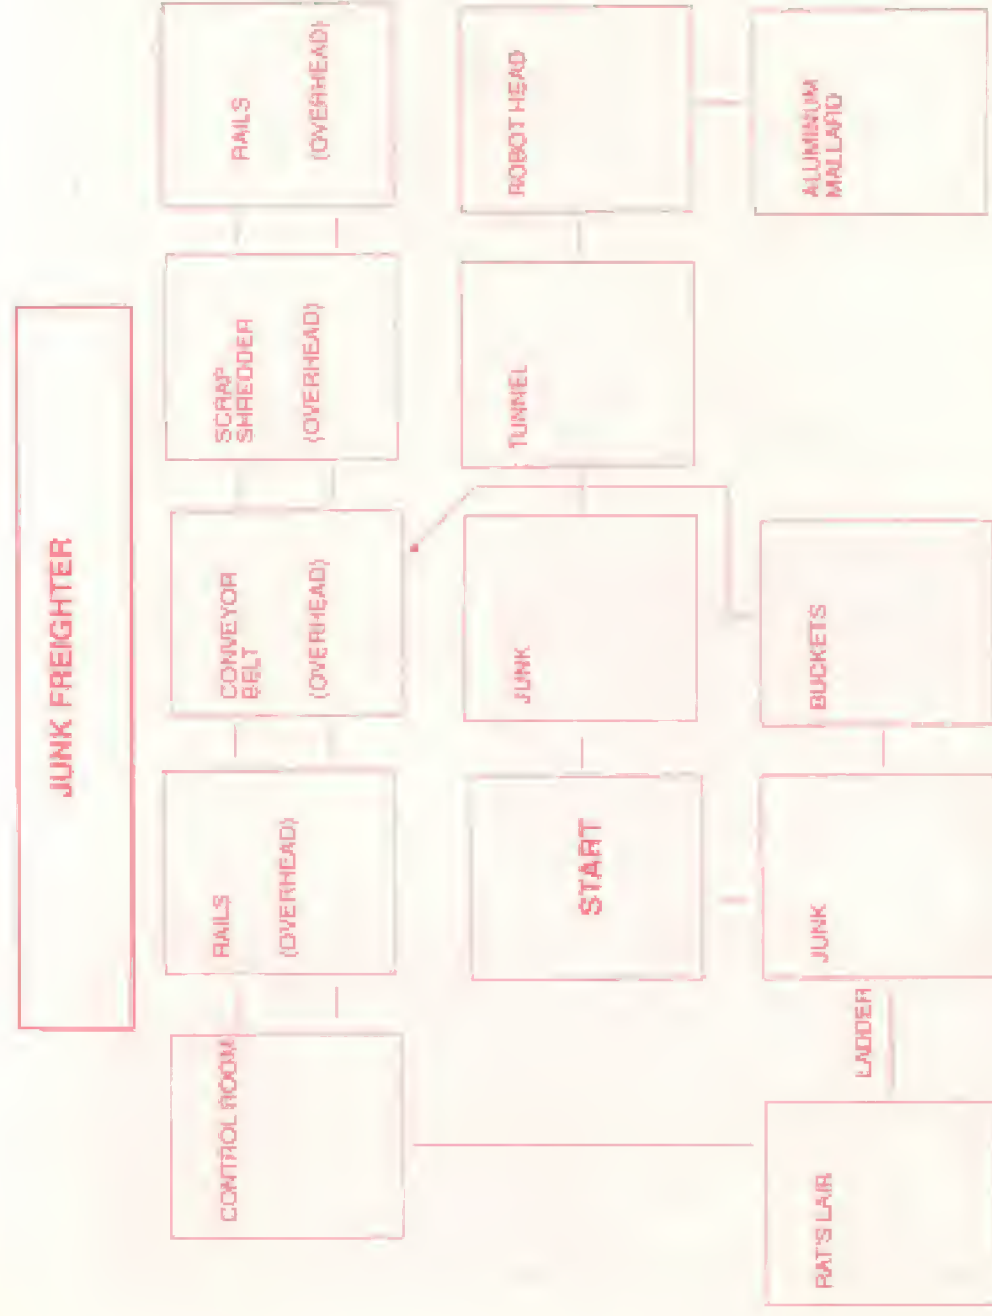 JUNK FREIGHTER
CONTROL ROOM
RAILS
(OVERHEAD)
CONVEYOR
BELT
(OVERHEAD)
SCRAP
SHREDDER
(OVERHEAD)
RAILS
(OVERHEAD)
START
JUNK
TUNNEL
ROBOT HEAD
RAT'S LAIR
LADDER
JUNK
BUCKETS
ALUMINUM
MALLARD